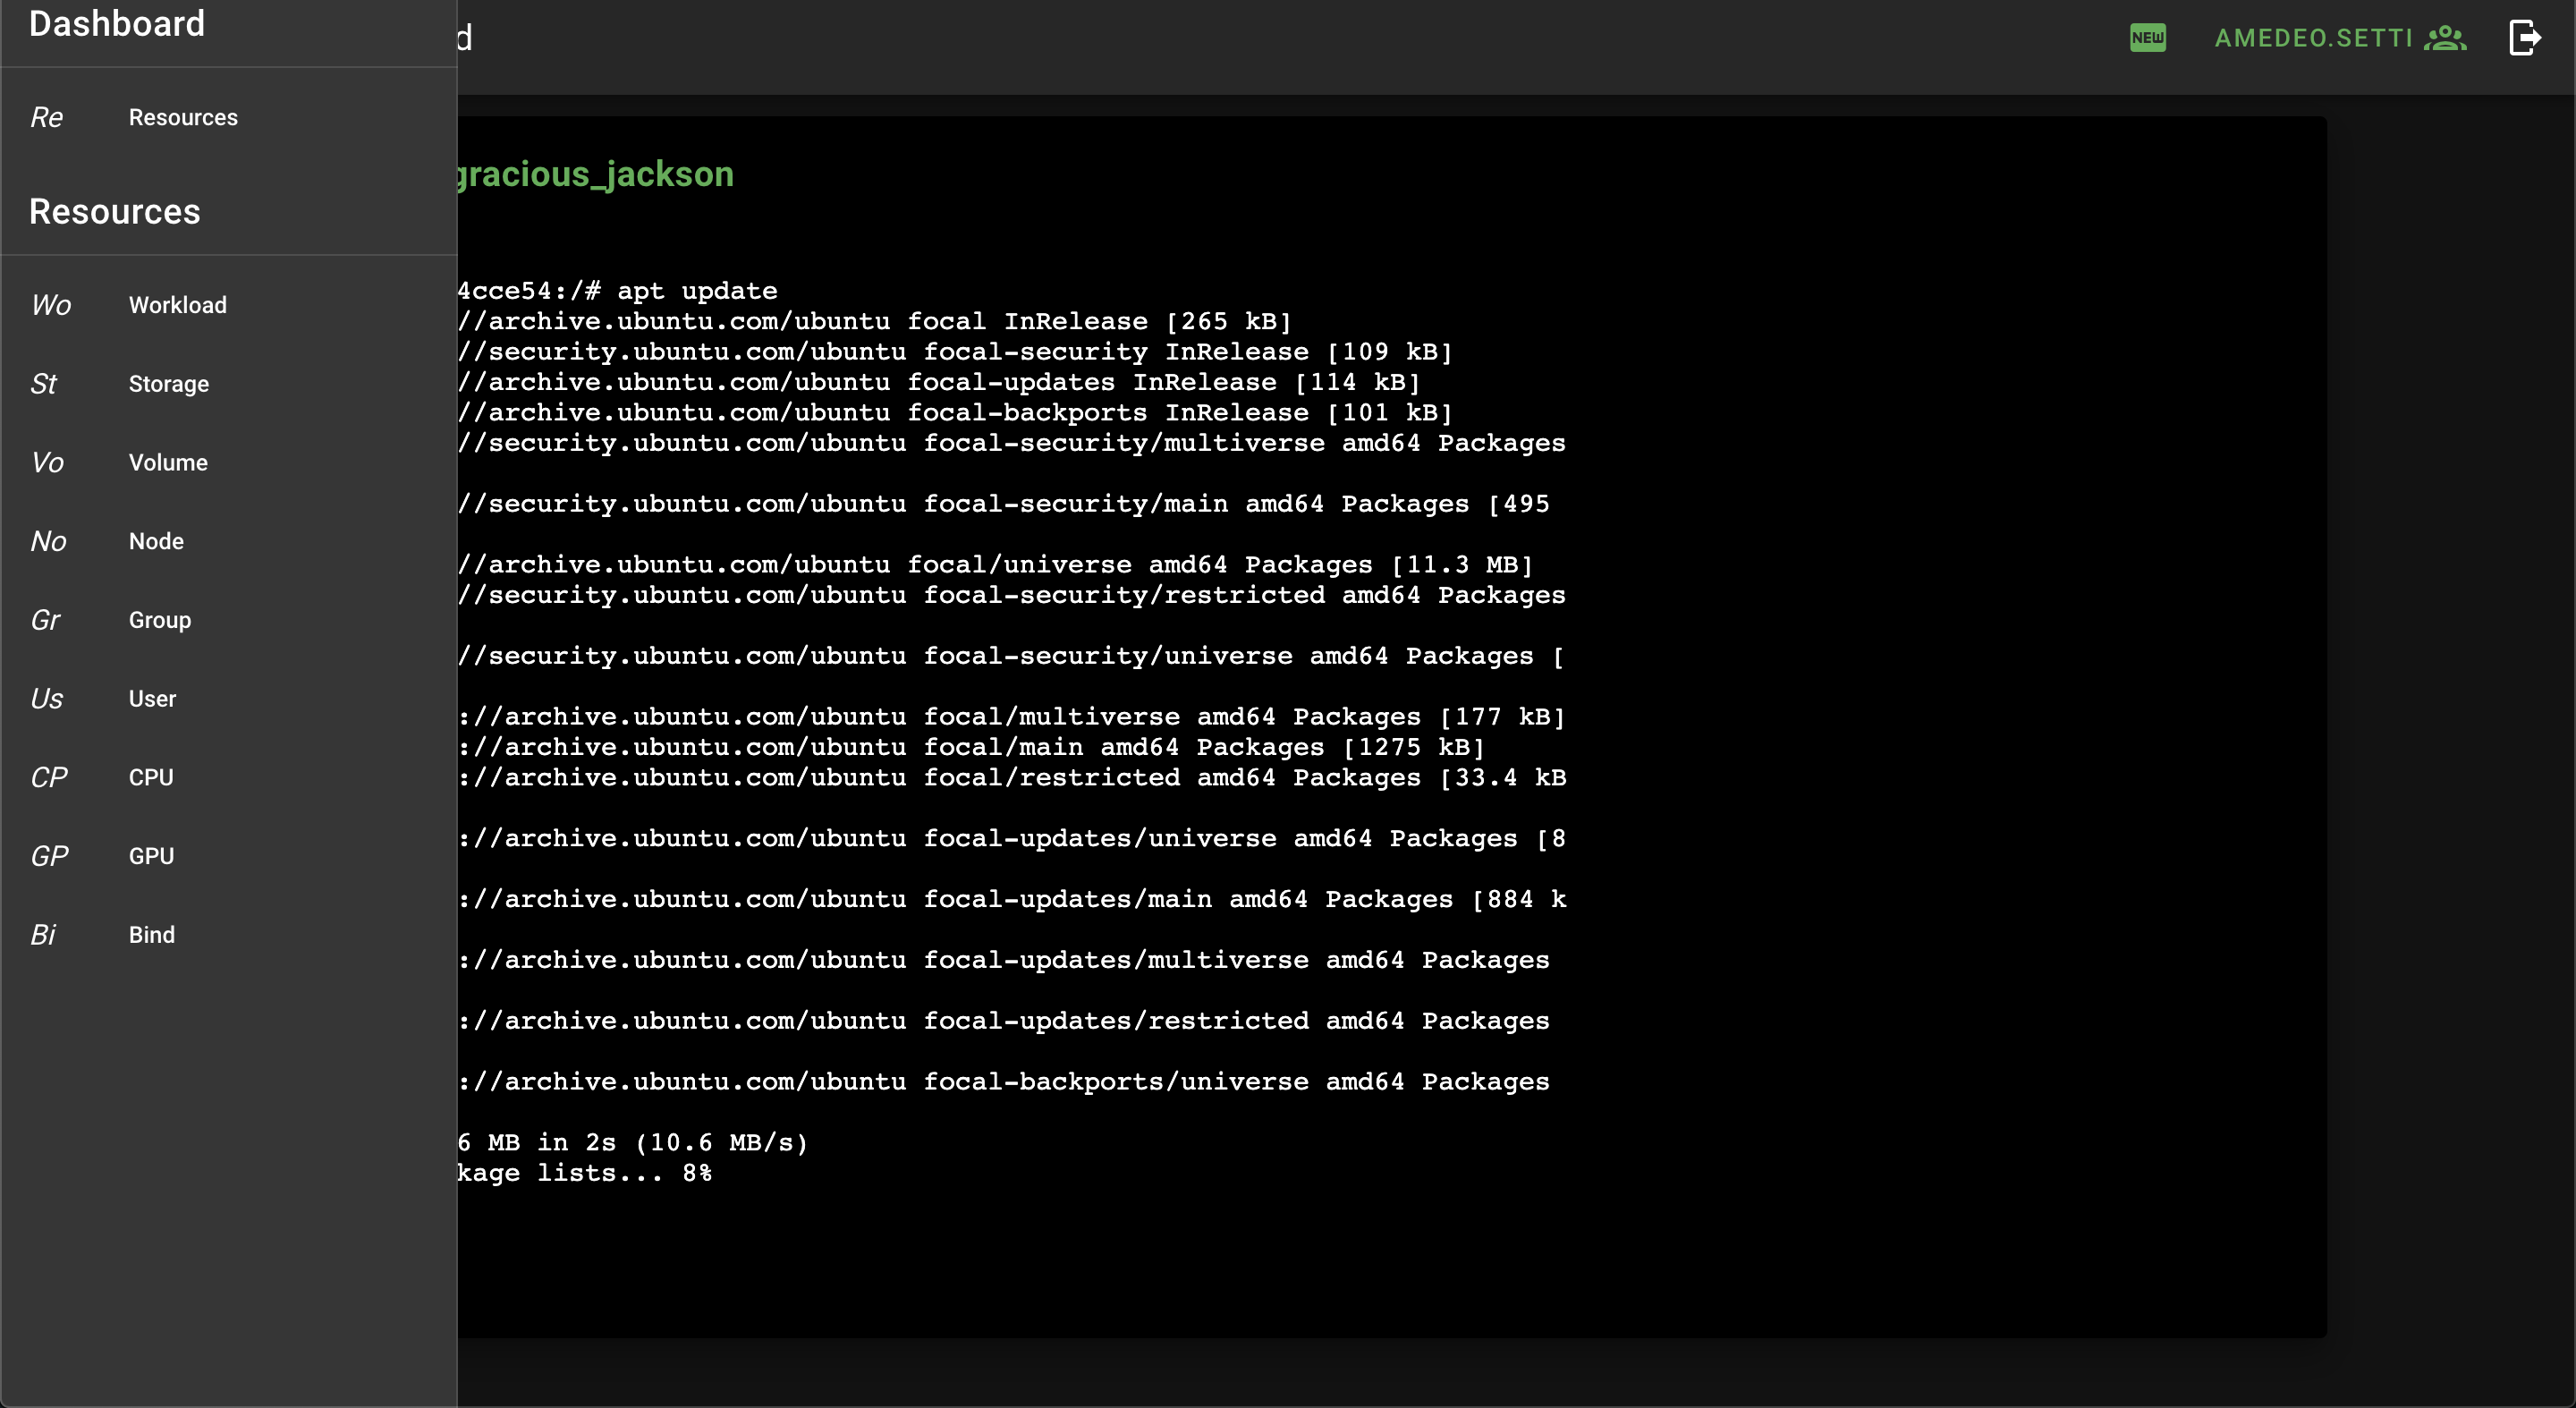 Dashboard
Re Resources
Resources
Wo Workload
St Storage
Vo Volume
No Node
Gr Group
Us User
CP CPU
GP GPU
Bi Bind
d
NEW
AMEDEO.SETTI
gracious_jackson
4cce54:/# apt update
//archive.ubuntu.com/ubuntu focal InRelease [265 kB]
//security.ubuntu.com/ubuntu focal-security InRelease [109 kB]
//archive.ubuntu.com/ubuntu focal-updates InRelease [114 kB]
//archive.ubuntu.com/ubuntu focal-backports InRelease [101 kB]
//security.ubuntu.com/ubuntu focal-security/multiverse amd64 Packages
//security.ubuntu.com/ubuntu focal-security/main amd64 Packages [495
//archive.ubuntu.com/ubuntu focal/universe amd64 Packages [11.3 MB]
//security.ubuntu.com/ubuntu focal-security/restricted amd64 Packages
//security.ubuntu.com/ubuntu focal-security/universe amd64 Packages [
://archive.ubuntu.com/ubuntu focal/multiverse amd64 Packages [177 kB]
://archive.ubuntu.com/ubuntu focal/main amd64 Packages [1275 kB]
://archive.ubuntu.com/ubuntu focal/restricted amd64 Packages [33.4 kB
://archive.ubuntu.com/ubuntu focal-updates/universe amd64 Packages [8
://archive.ubuntu.com/ubuntu focal-updates/main amd64 Packages [884 k
://archive.ubuntu.com/ubuntu focal-updates/multiverse amd64 Packages
://archive.ubuntu.com/ubuntu focal-updates/restricted amd64 Packages
://archive.ubuntu.com/ubuntu focal-backports/universe amd64 Packages
6 MB in 2s (10.6 MB/s)
kage lists... 8%